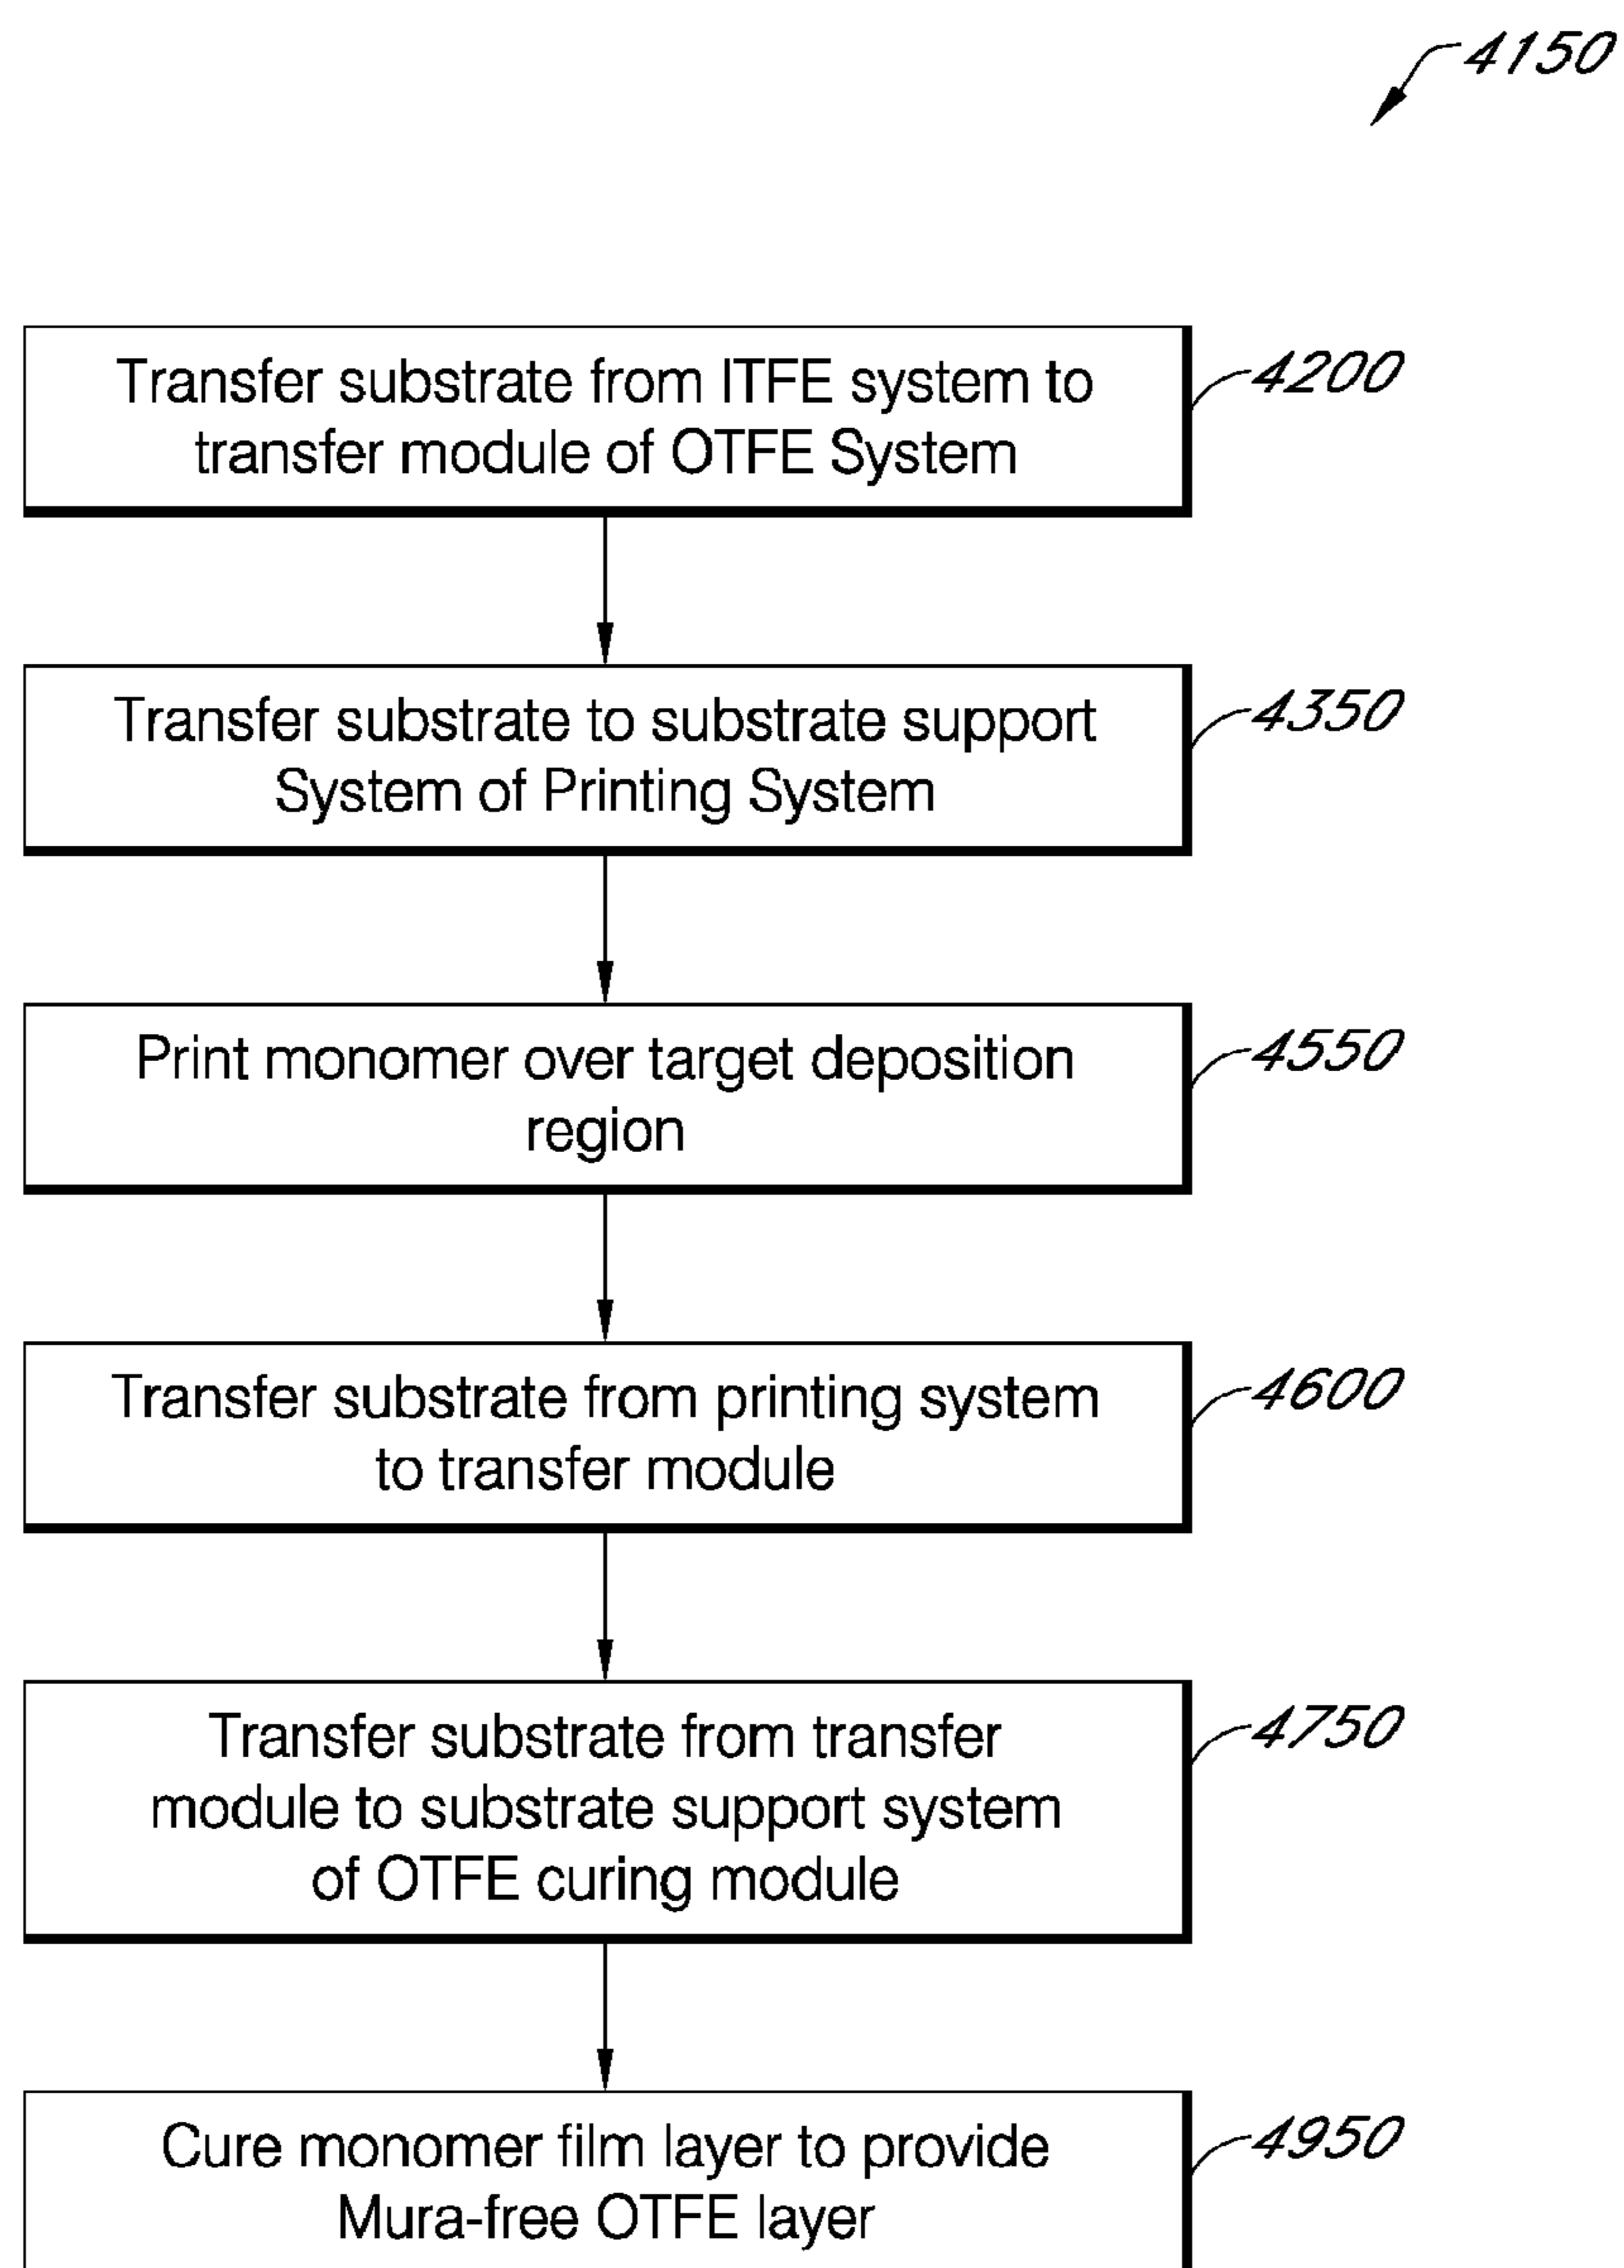 4150
Transfer substrate from ITFE system to
transfer module of OTFE System
4200
Transfer substrate to substrate support
System of Printing System
4350
Print monomer over target deposition
region
4550
Transfer substrate from printing system
to transfer module
4600
Transfer substrate from transfer
module to substrate support system
of OTFE curing module
4750
Cure monomer film layer to provide
Mura-free OTFE layer
4950